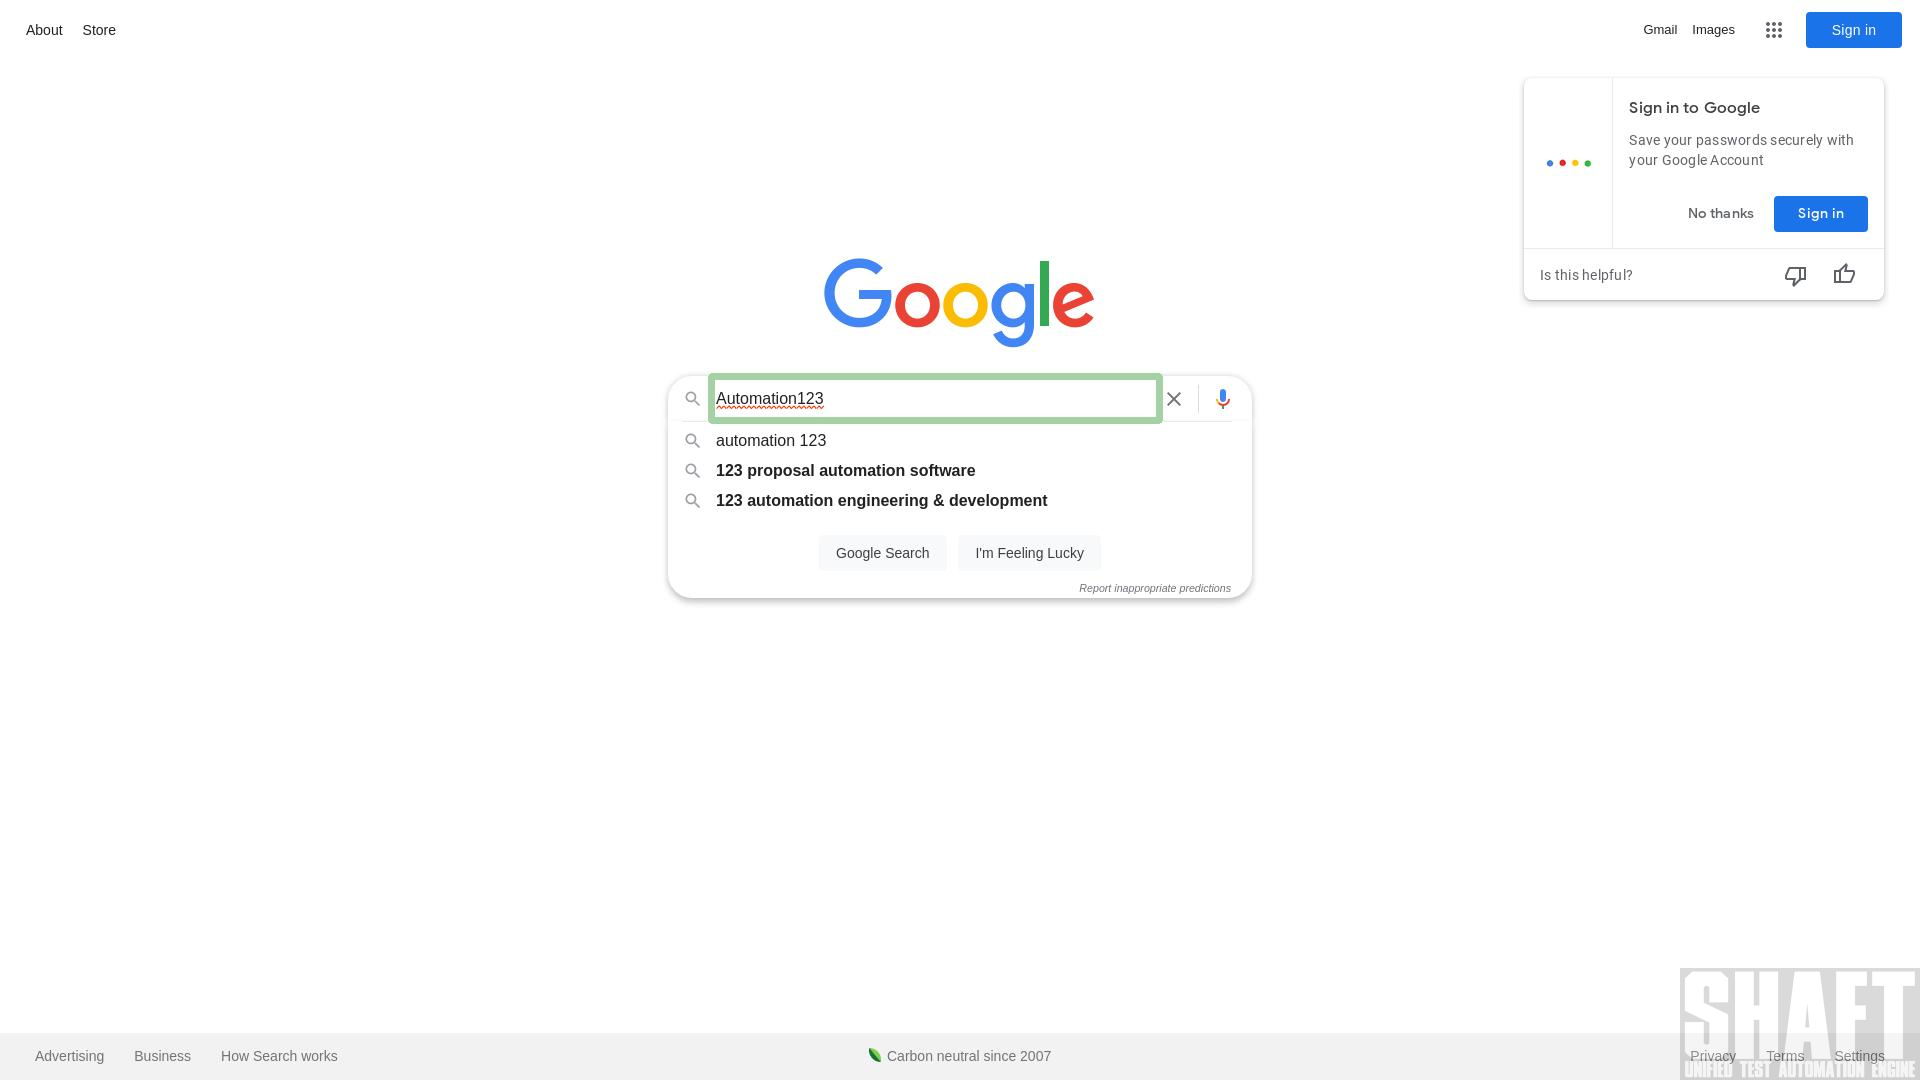 About Store
Gmail Images Sign in
Sign in to Google
Save your passwords securely with
your Google Account
No thanks Sign in
Is this helpful?
Google
Automation123
automation 123
123 proposal automation software
123 automation engineering & development
Google Search I'm Feeling Lucky
Report inappropriate predictions
SHAFT
Advertising Business How Search works Carbon neutral since 2007 Privacy Terms Settings
UNIFIED TEST AUTOMATION ENGINE